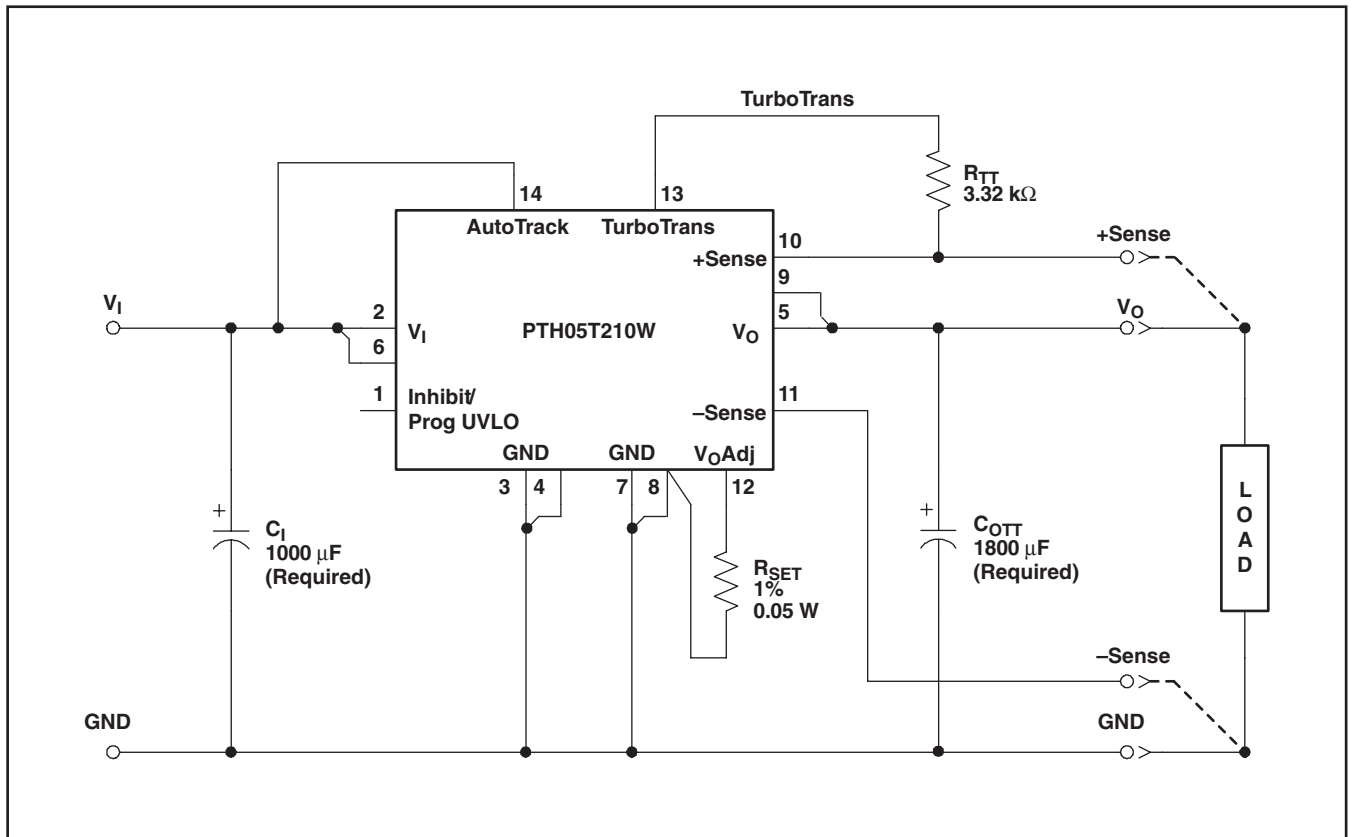 TurboTrans
R_TT
3.32 kΩ
14
13
AutoTrack
TurboTrans
10
+Sense
+Sense
9
V_I
V_O
2
5
V_I
PTH05T210W
V_O
6
1
11
Inhibit/
Prog UVLO
–Sense
GND
GND
V_OAdj
3
4
7
8
12
+
C_I
1000 μF
(Required)
R_SET
1%
0.05 W
+
C_OTT
1800 μF
(Required)
L
O
A
D
–Sense
GND
GND